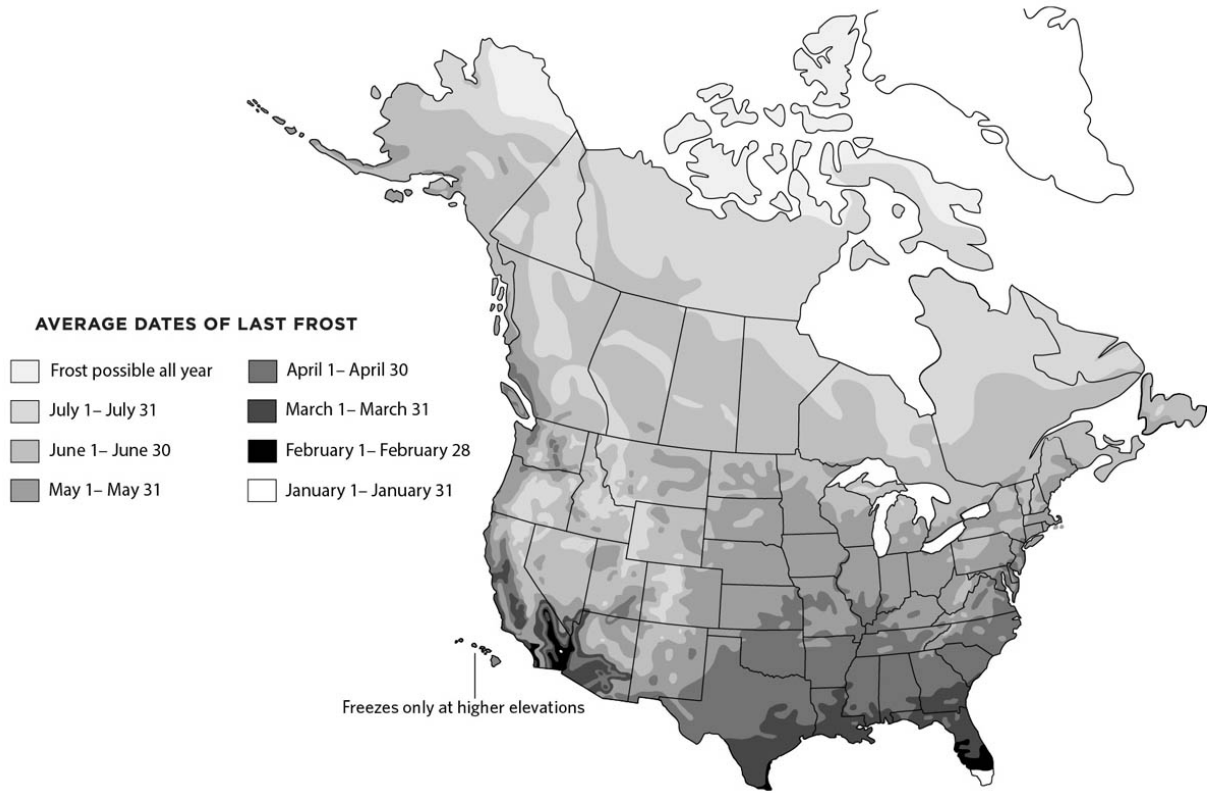 AVERAGE DATES OF LAST FROST
Frost possible all year
July 1– July 31
June 1– June 30
May 1– May 31
April 1– April 30
March 1– March 31
February 1– February 28
January 1– January 31
Freezes only at higher elevations